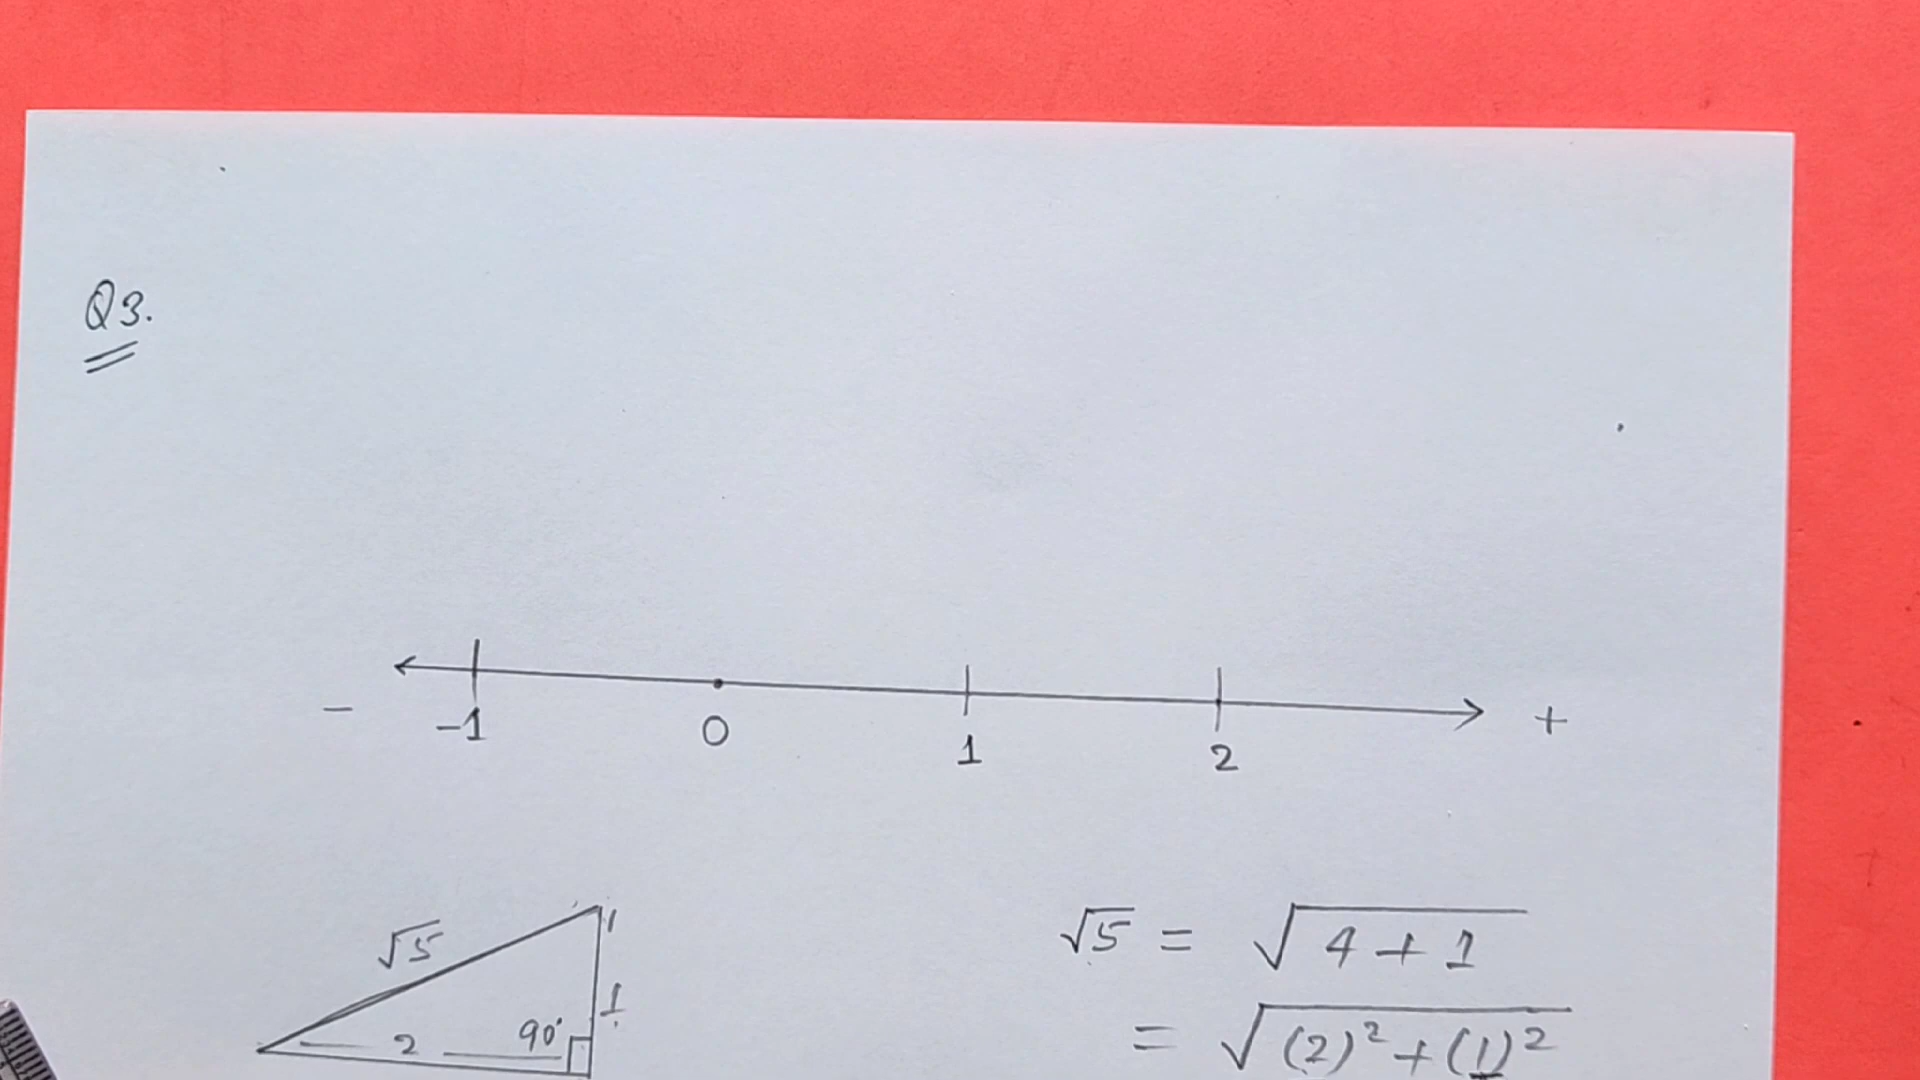 Q3.
- -1 0 1 2 +
√5 1 2 90°
√5 = √4+1
= √(2)²+(1)²